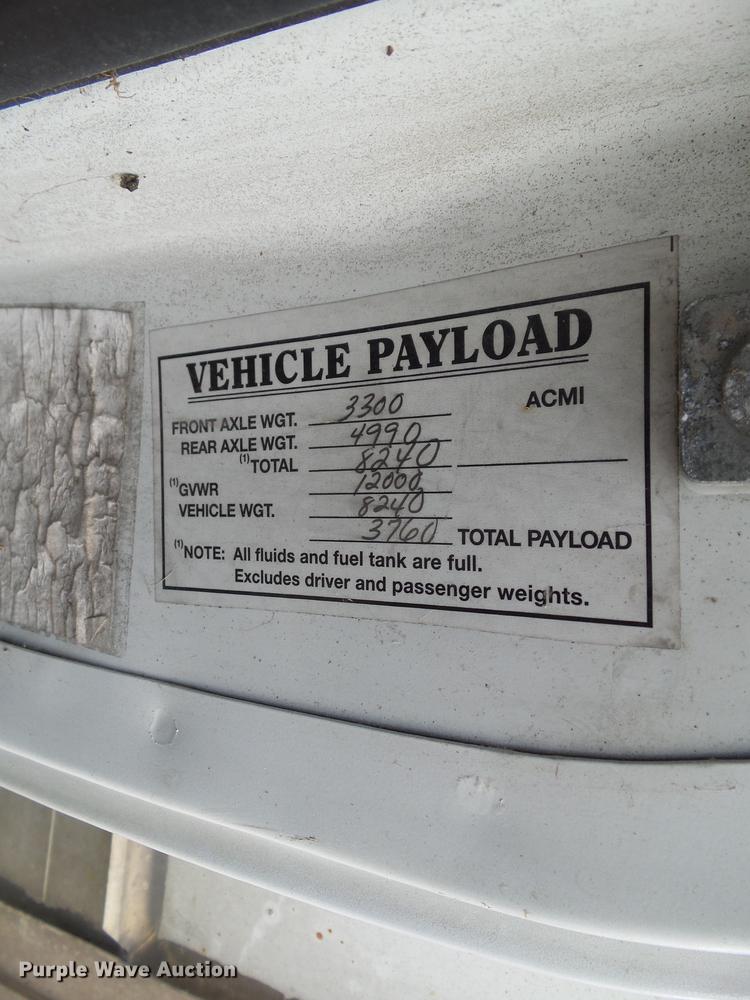 VEHICLE PAYLOAD
ACMI
FRONT AXLE WGT. 3300
REAR AXLE WGT. 4990
(1)TOTAL 8240
(1)GVWR 12000
VEHICLE WGT. 8240
3760 TOTAL PAYLOAD
(1)NOTE: All fluids and fuel tank are full.
Excludes driver and passenger weights.
Purple Wave Auction